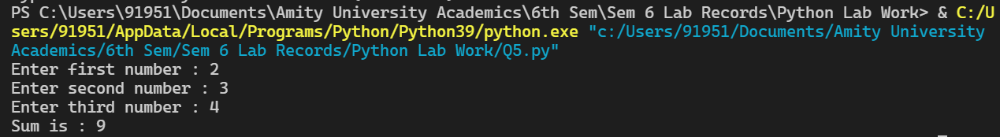 PS C:\Users\91951\Documents\Amity University Academics\6th Sem\Sem 6 Lab Records\Python Lab Work> & C:/U
sers/91951/AppData/Local/Programs/Python/Python39/python.exe "c:/Users/91951/Documents/Amity University
Academics/6th Sem/Sem 6 Lab Records/Python Lab Work/Q5.py"
Enter first number : 2
Enter second number : 3
Enter third number : 4
Sum is : 9